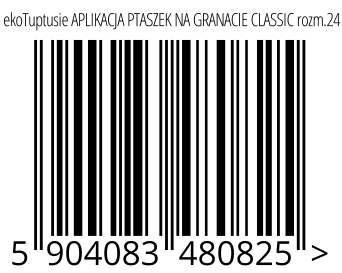 ekoTuptusie APLIKACJA PTASZEK NA GRANACIE CLASSIC rozm.24
5 904083 480825 >